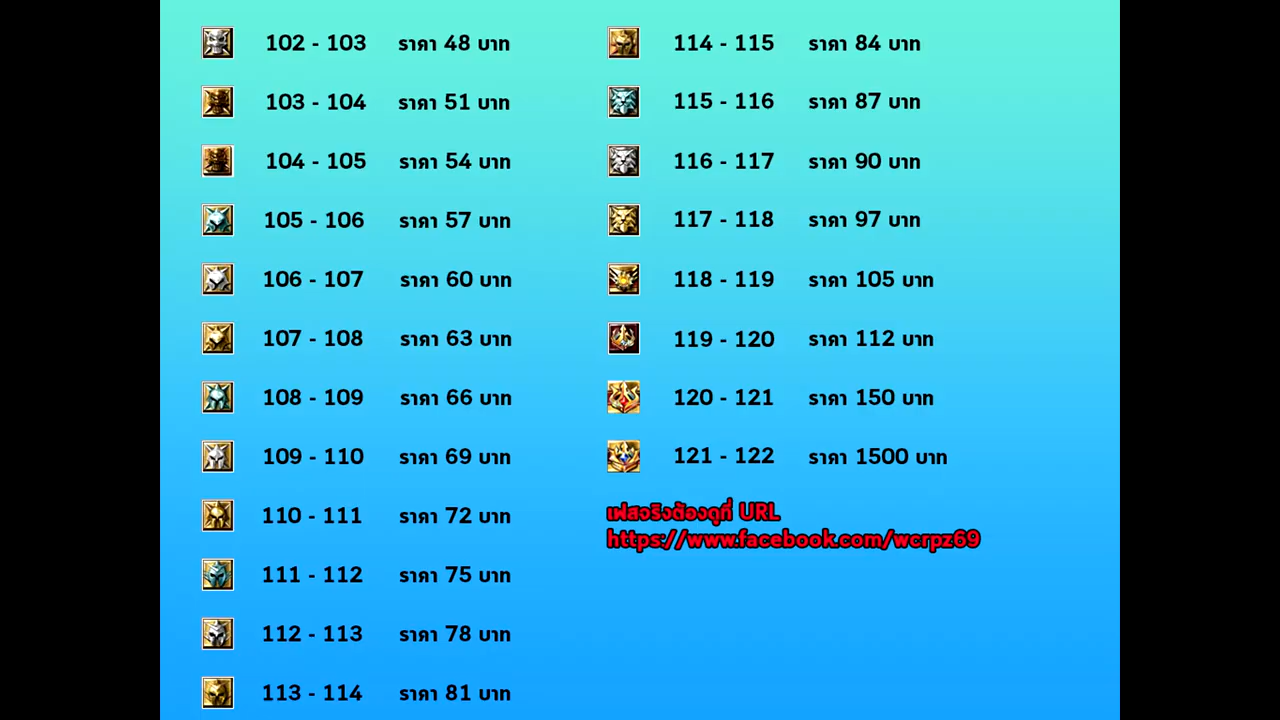 102 - 103 ราคา 48 บาท
103 - 104 ราคา 51 บาท
104 - 105 ราคา 54 บาท
105 - 106 ราคา 57 บาท
106 - 107 ราคา 60 บาท
107 - 108 ราคา 63 บาท
108 - 109 ราคา 66 บาท
109 - 110 ราคา 69 บาท
110 - 111 ราคา 72 บาท
111 - 112 ราคา 75 บาท
112 - 113 ราคา 78 บาท
113 - 114 ราคา 81 บาท
114 - 115 ราคา 84 บาท
115 - 116 ราคา 87 บาท
116 - 117 ราคา 90 บาท
117 - 118 ราคา 97 บาท
118 - 119 ราคา 105 บาท
119 - 120 ราคา 112 บาท
120 - 121 ราคา 150 บาท
121 - 122 ราคา 1500 บาท
เฟสจริงต้องดูที่ URL
https://www.facebook.com/wcrpz69